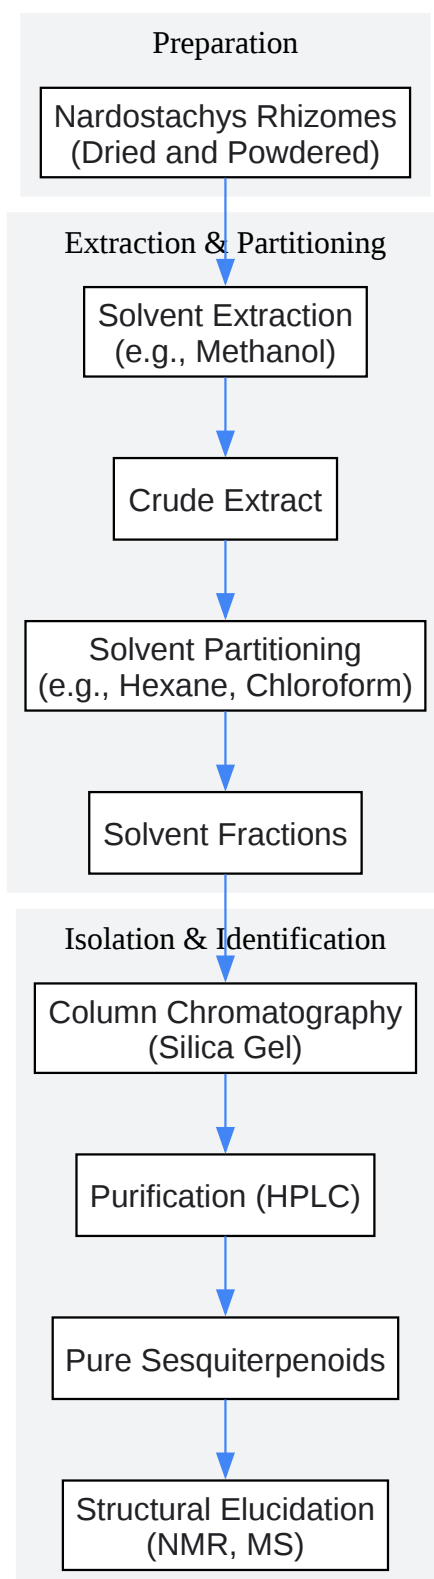 Preparation
Nardostachys Rhizomes
(Dried and Powdered)
Extraction & Partitioning
Solvent Extraction
(e.g., Methanol)
Crude Extract
Solvent Partitioning
(e.g., Hexane, Chloroform)
Solvent Fractions
Isolation & Identification
Column Chromatography
(Silica Gel)
Purification (HPLC)
Pure Sesquiterpenoids
Structural Elucidation
(NMR, MS)